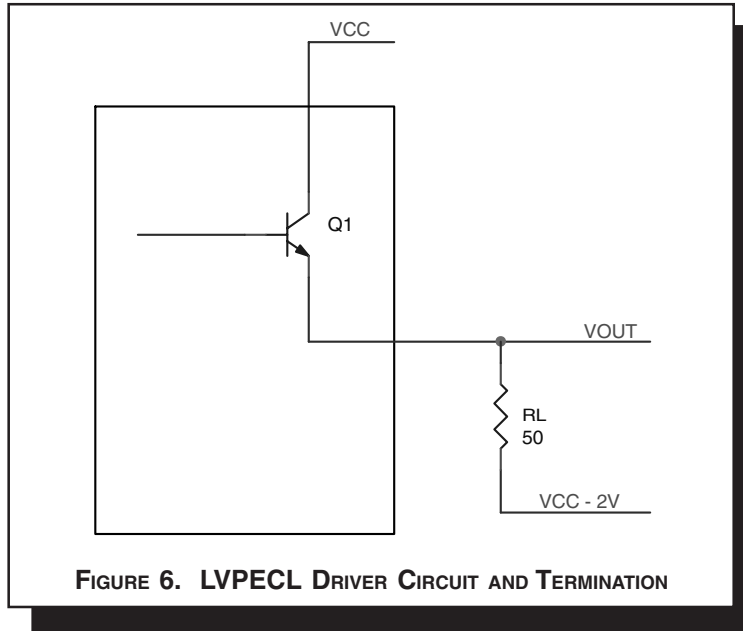 VCC
Q1
VOUT
RL
50
VCC - 2V
FIGURE 6. LVPECL DRIVER CIRCUIT AND TERMINATION